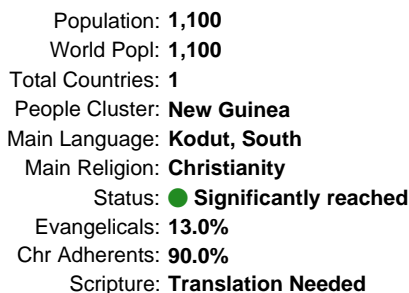 Population: 1,100
World Popl: 1,100
Total Countries: 1
People Cluster: New Guinea
Main Language: Kodut, South
Main Religion: Christianity
Status: Significantly reached
Evangelicals: 13.0%
Chr Adherents: 90.0%
Scripture: Translation Needed